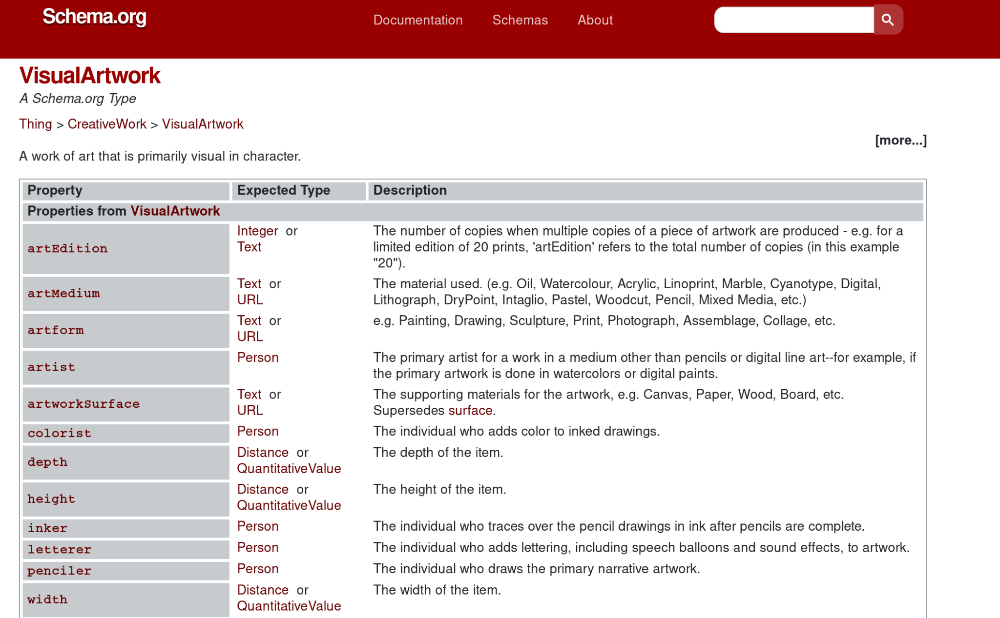 Schema.org
Documentation Schemas About
VisualArtwork
A Schema.org Type
Thing > CreativeWork > VisualArtwork
[more...]
A work of art that is primarily visual in character.
Property Expected Type Description
Properties from VisualArtwork
artEdition
Integer or
Text
The number of copies when multiple copies of a piece of artwork are produced - e.g. for a
limited edition of 20 prints, 'artEdition' refers to the total number of copies (in this example
"20").
artMedium
Text or
URL
The material used. (e.g. Oil, Watercolour, Acrylic, Linoprint, Marble, Cyanotype, Digital,
Lithograph, DryPoint, Intaglio, Pastel, Woodcut, Pencil, Mixed Media, etc.)
artform
Text or
URL
e.g. Painting, Drawing, Sculpture, Print, Photograph, Assemblage, Collage, etc.
artist
Person
The primary artist for a work in a medium other than pencils or digital line art--for example, if
the primary artwork is done in watercolors or digital paints.
artworkSurface
Text or
URL
The supporting materials for the artwork, e.g. Canvas, Paper, Wood, Board, etc.
Supersedes surface.
colorist
Person
The individual who adds color to inked drawings.
depth
Distance or
QuantitativeValue
The depth of the item.
height
Distance or
QuantitativeValue
The height of the item.
inker
Person
The individual who traces over the pencil drawings in ink after pencils are complete.
letterer
Person
The individual who adds lettering, including speech balloons and sound effects, to artwork.
penciler
Person
The individual who draws the primary narrative artwork.
width
Distance or
QuantitativeValue
The width of the item.